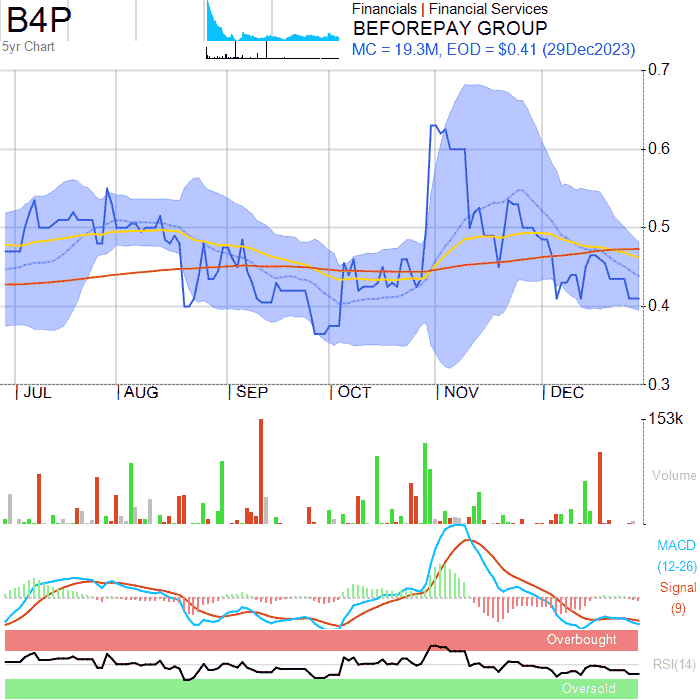 B4P
5yr Chart
Financials | Financial Services
BEFOREPAY GROUP
MC = 19.3M, EOD = $0.41 (29Dec2023)
0.7
0.6
0.5
0.4
0.3
JUL
AUG
SEP
OCT
NOV
DEC
153k
Volume
MACD
(12-26)
Signal
(9)
Overbought
RSI(14)
Oversold